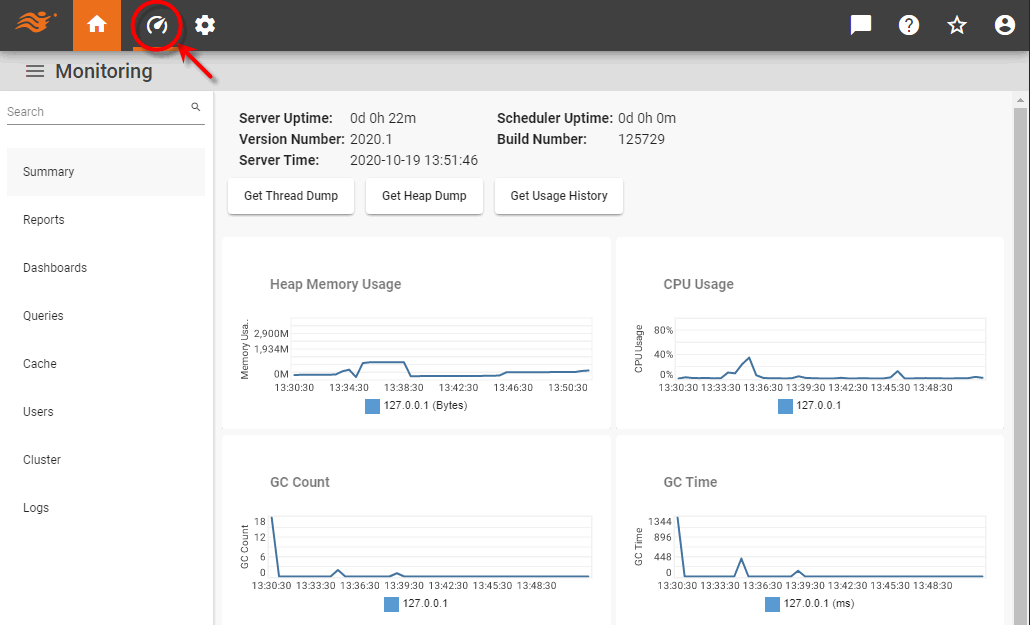 Monitoring
Search
Summary
Reports
Dashboards
Queries
Cache
Users
Cluster
Logs
Server Uptime: 0d 0h 22m Scheduler Uptime: 0d 0h 0m
Version Number: 2020.1 Build Number: 125729
Server Time: 2020-10-19 13:51:46
Get Thread Dump Get Heap Dump Get Usage History
Heap Memory Usage
Memory Usa..
2,900M
1,934M
0M
13:30:30 13:34:30 13:38:30 13:42:30 13:46:30 13:50:30
127.0.0.1 (Bytes)
CPU Usage
CPU Usage
80%
40%
0%
13:30:30 13:33:30 13:36:30 13:39:30 13:42:30 13:45:30 13:48:30
127.0.0.1
GC Count
GC Count
18
12
6
0
13:30:30 13:33:30 13:36:30 13:39:30 13:42:30 13:45:30 13:48:30
127.0.0.1
GC Time
GC Time
1344
896
448
0
13:30:30 13:33:30 13:36:30 13:39:30 13:42:30 13:45:30 13:48:30
127.0.0.1 (ms)